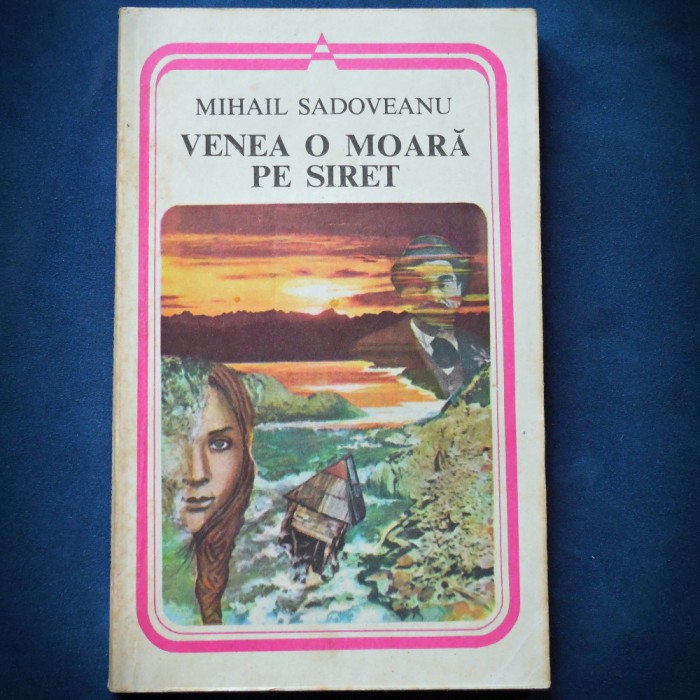 MIHAIL SADOVEANU
VENEA O MOARĂ
PE SIRET